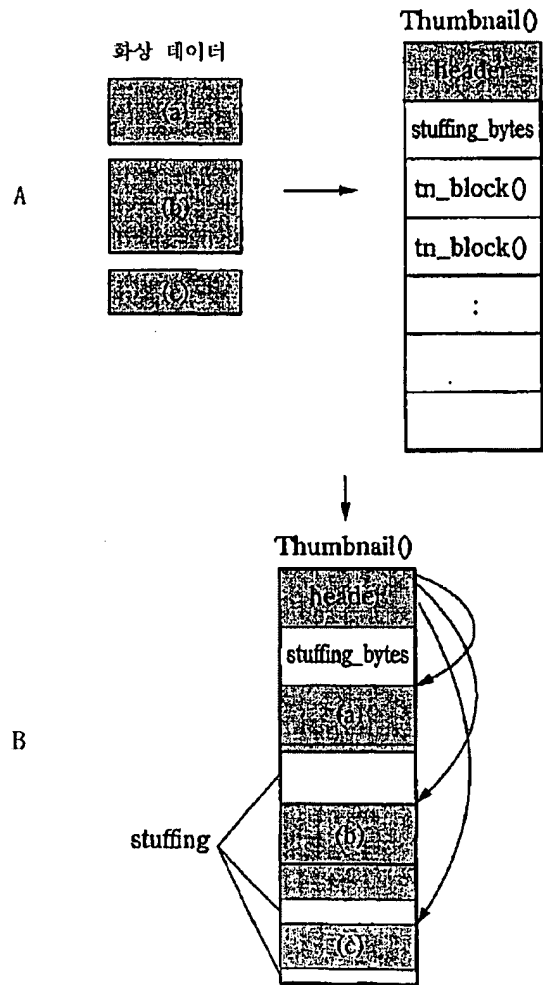 Thumbnail()
화상 데이터
header
(a)
stuffing_bytes
A
(b)
tn_block()
tn_block()
(c)
:
Thumbnail()
header
stuffing_bytes
(a)
B
stuffing
(b)
(c)